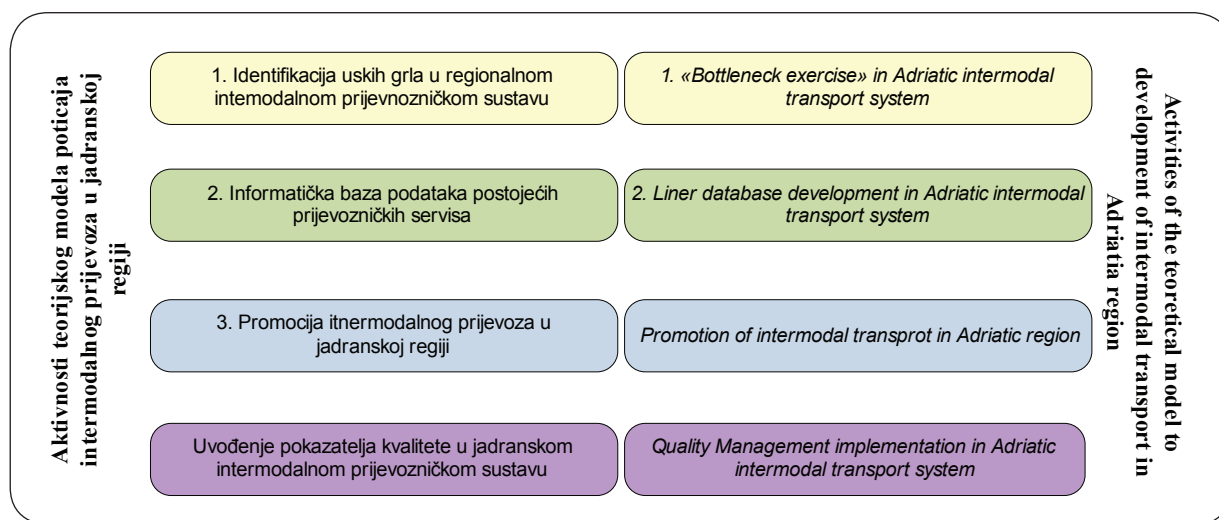 Aktivnosti teorijskog modela poticaja
intermodalnog prijevoza u jadranskoj
regiji
1. Identifikacija uskih grla u regionalnom
intemodalnom prijevnozničkom sustavu
1. «Bottleneck exercise» in Adriatic intermodal
transport system
2. Informatička baza podataka postojećih
prijevozničkih servisa
2. Liner database development in Adriatic intermodal
transport system
3. Promocija itnermodalnog prijevoza u
jadranskoj regiji
Promotion of intermodal transprot in Adriatic region
Uvođenje pokazatelja kvalitete u jadranskom
intermodalnom prijevozničkom sustavu
Quality Management implementation in Adriatic
intermodal transport system
Activities of the teoretical model to
development of intermodal transport in
Adriatia region